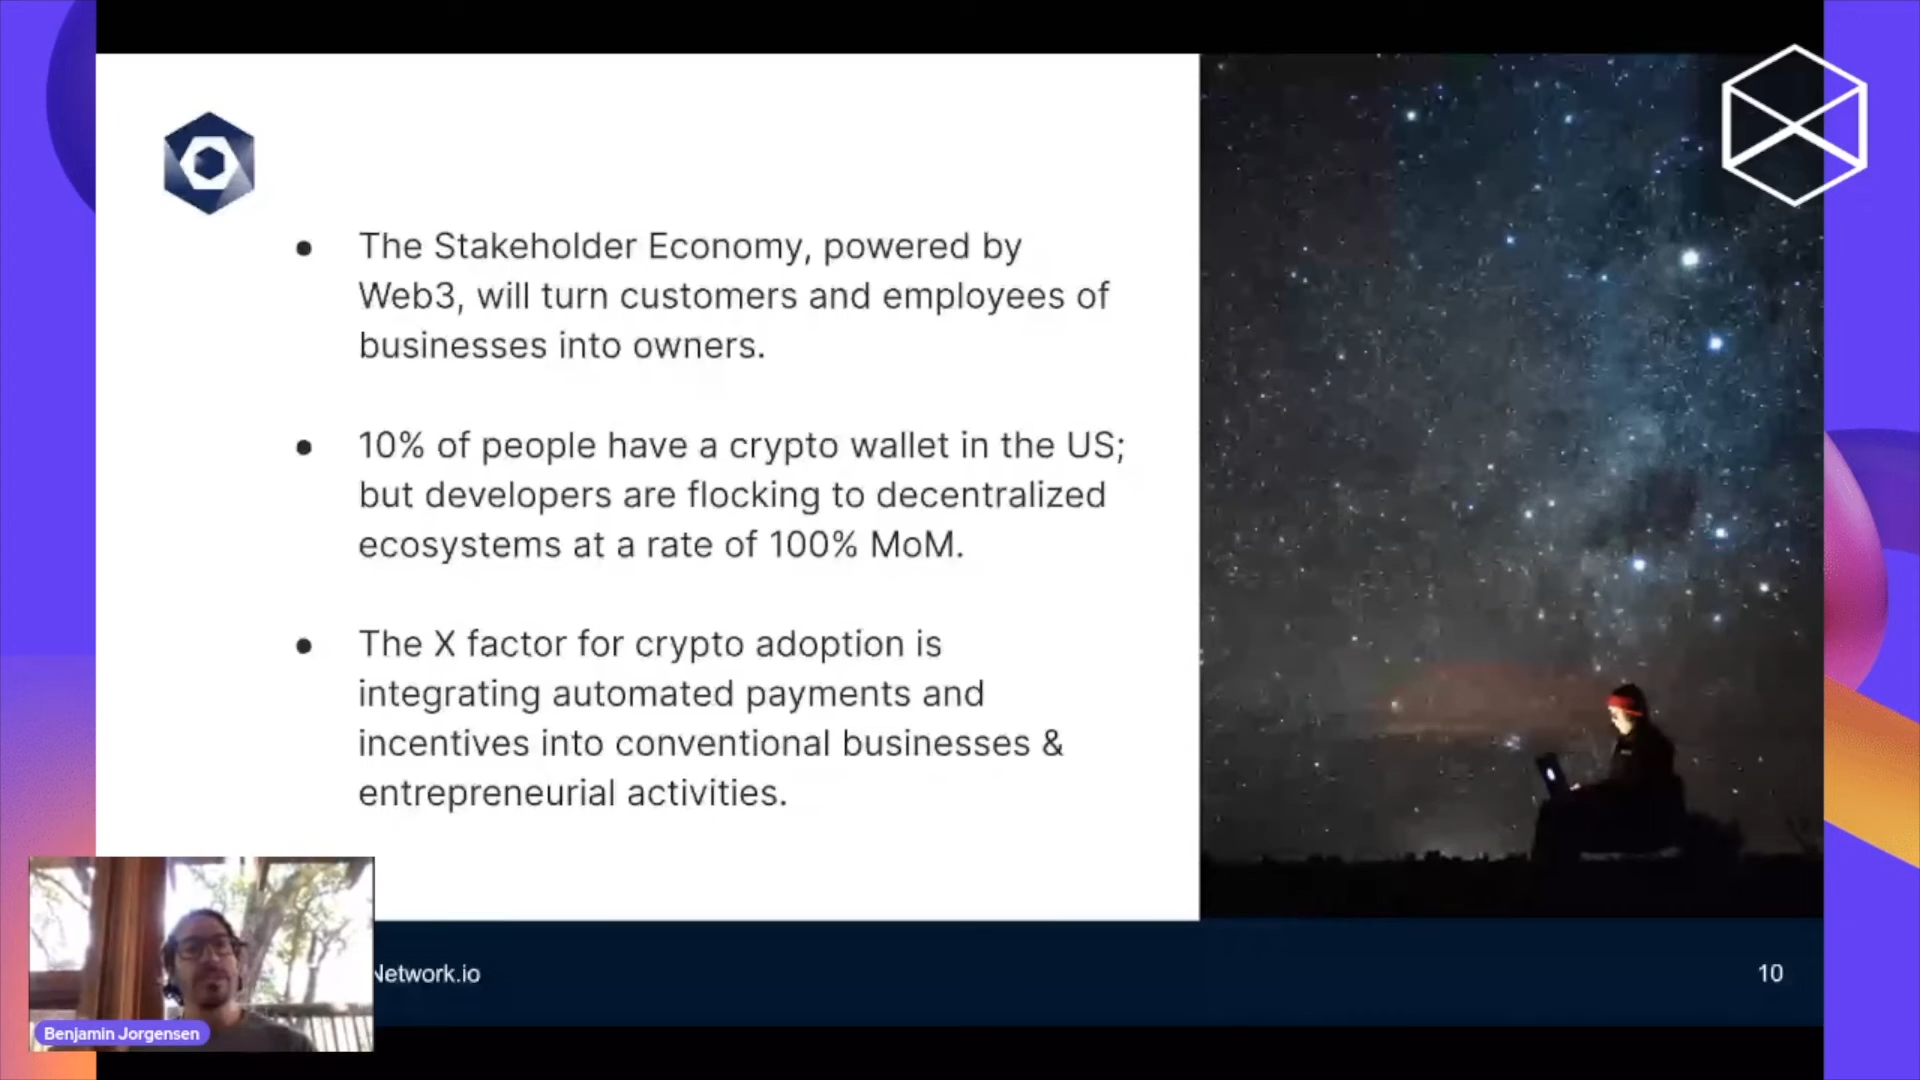 ● The Stakeholder Economy, powered by
Web3, will turn customers and employees of
businesses into owners.
● 10% of people have a crypto wallet in the US;
but developers are flocking to decentralized
ecosystems at a rate of 100% MoM.
● The X factor for crypto adoption is
integrating automated payments and
incentives into conventional businesses &
entrepreneurial activities.
Network.io
10
Benjamin Jorgensen